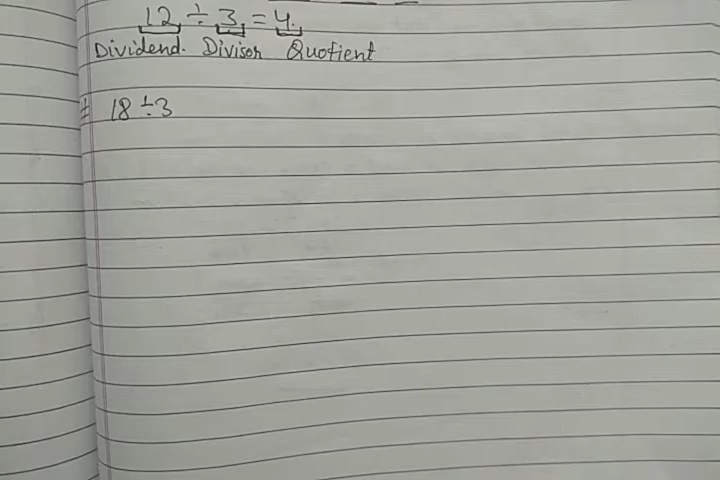 12 ÷ 3 = 4.
Dividend. Divisor Quotient
# 18 ÷ 3